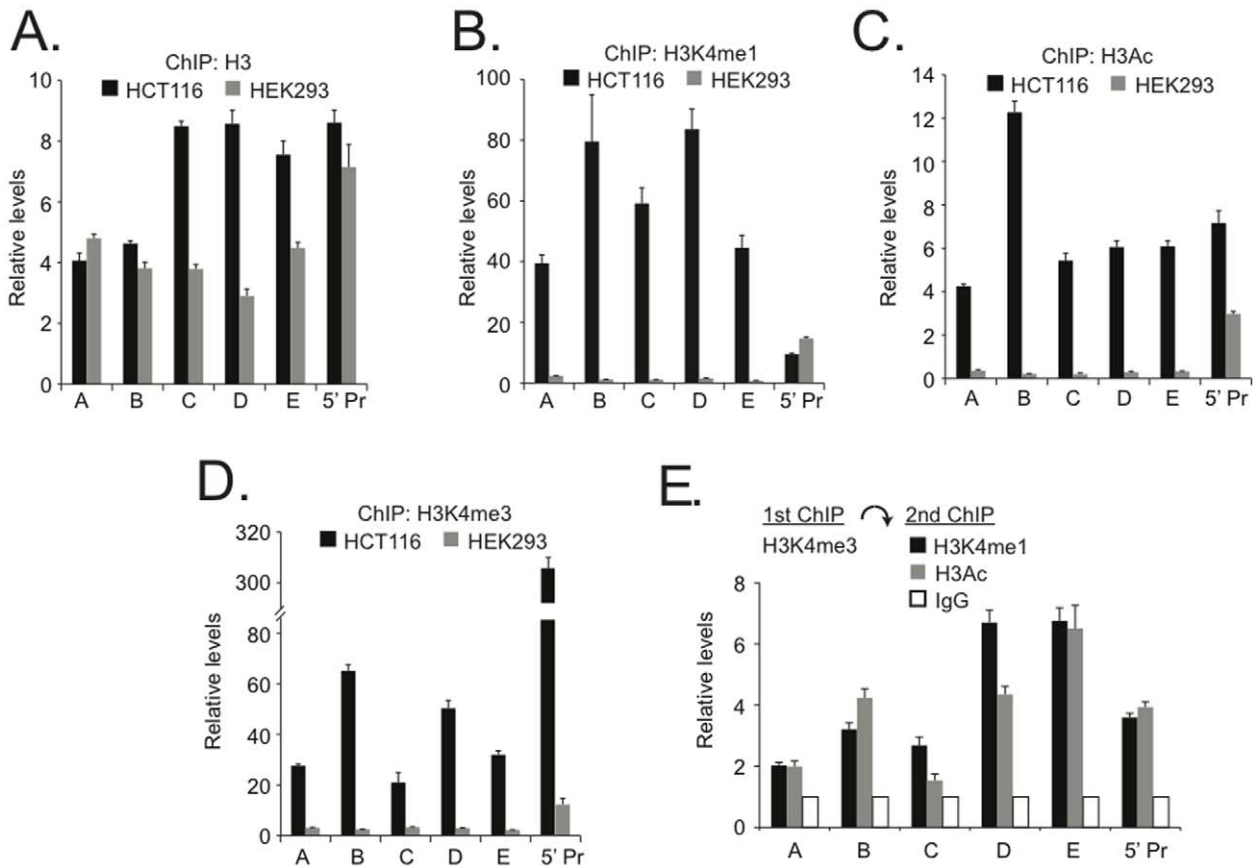 A.
ChIP: H3
HCT116 HEK293
Relative levels
10
8
6
4
2
0
A B C D E 5' Pr
B.
ChIP: H3K4me1
HCT116 HEK293
Relative levels
100
80
60
40
20
0
A B C D E 5' Pr
C.
ChIP: H3Ac
HCT116 HEK293
Relative levels
14
12
10
8
6
4
2
0
A B C D E 5' Pr
D.
ChIP: H3K4me3
HCT116 HEK293
Relative levels
320
300
80
60
40
20
0
A B C D E 5' Pr
E.
1st ChIP 2nd ChIP
H3K4me3 H3K4me1
H3Ac
IgG
Relative levels
8
6
4
2
0
A B C D E 5' Pr